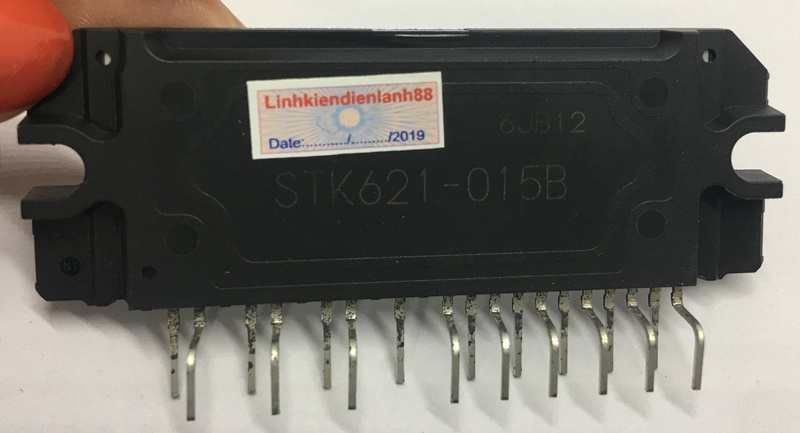 Linhkiendienlanh88
Date:............/........./2019
6JB12
STK621-015B